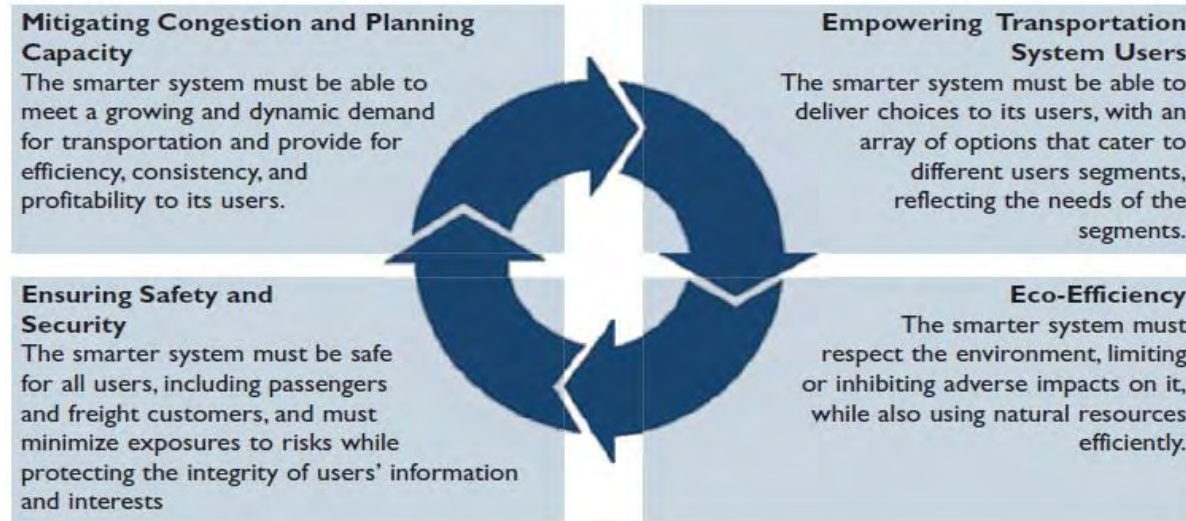 Mitigating Congestion and Planning
Capacity
The smarter system must be able to
meet a growing and dynamic demand
for transportation and provide for
efficiency, consistency, and
profitability to its users.
Empowering Transportation
System Users
The smarter system must be able to
deliver choices to its users, with an
array of options that cater to
different users segments,
reflecting the needs of the
segments.
Ensuring Safety and
Security
The smarter system must be safe
for all users, including passengers
and freight customers, and must
minimize exposures to risks while
protecting the integrity of users’ information
and interests
Eco-Efficiency
The smarter system must
respect the environment, limiting
or inhibiting adverse impacts on it,
while also using natural resources
efficiently.